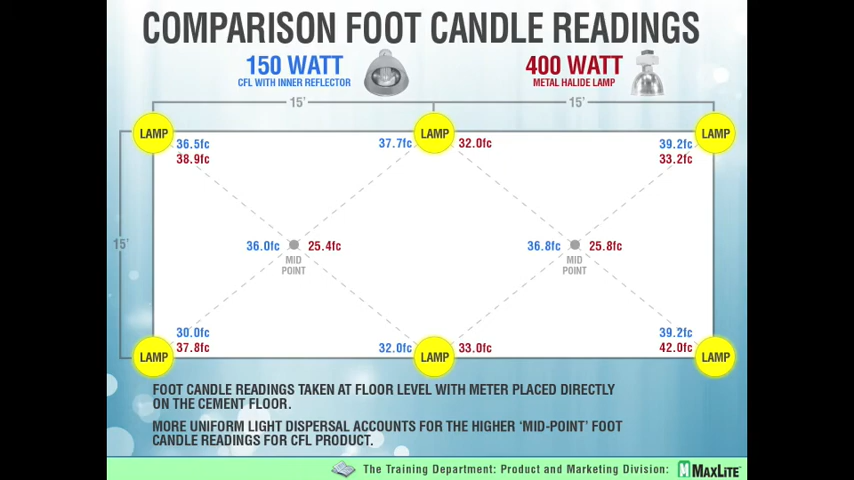 COMPARISON FOOT CANDLE READINGS
150 WATT
CFL WITH INNER REFLECTOR
400 WATT
METAL HALIDE LAMP
15' 15'
LAMP LAMP LAMP
36.5fc 37.7fc 32.0fc 39.2fc
38.9fc 33.2fc
15' 36.0fc 25.4fc 36.8fc 25.8fc
MID MID
POINT POINT
30.0fc 39.2fc
37.8fc 32.0fc 33.0fc 42.0fc
LAMP LAMP LAMP
FOOT CANDLE READINGS TAKEN AT FLOOR LEVEL WITH METER PLACED DIRECTLY
ON THE CEMENT FLOOR.
MORE UNIFORM LIGHT DISPERSAL ACCOUNTS FOR THE HIGHER ‘MID-POINT’ FOOT
CANDLE READINGS FOR CFL PRODUCT.
The Training Department: Product and Marketing Division: MAXLITE